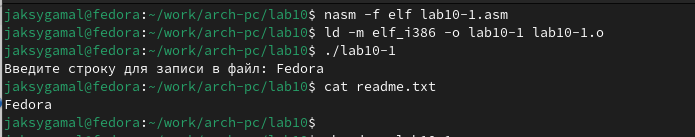 jaksygamal@fedora:~/work/arch-pc/lab10$ nasm -f elf lab10-1.asm
jaksygamal@fedora:~/work/arch-pc/lab10$ ld -m elf_i386 -o lab10-1 lab10-1.o
jaksygamal@fedora:~/work/arch-pc/lab10$ ./lab10-1
Введите строку для записи в файл: Fedora
jaksygamal@fedora:~/work/arch-pc/lab10$ cat readme.txt
Fedora
jaksygamal@fedora:~/work/arch-pc/lab10$